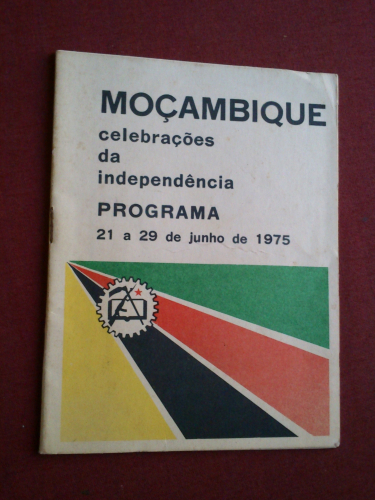 MOÇAMBIQUE
celebrações
da
independência
PROGRAMA
21 a 29 de junho de 1975